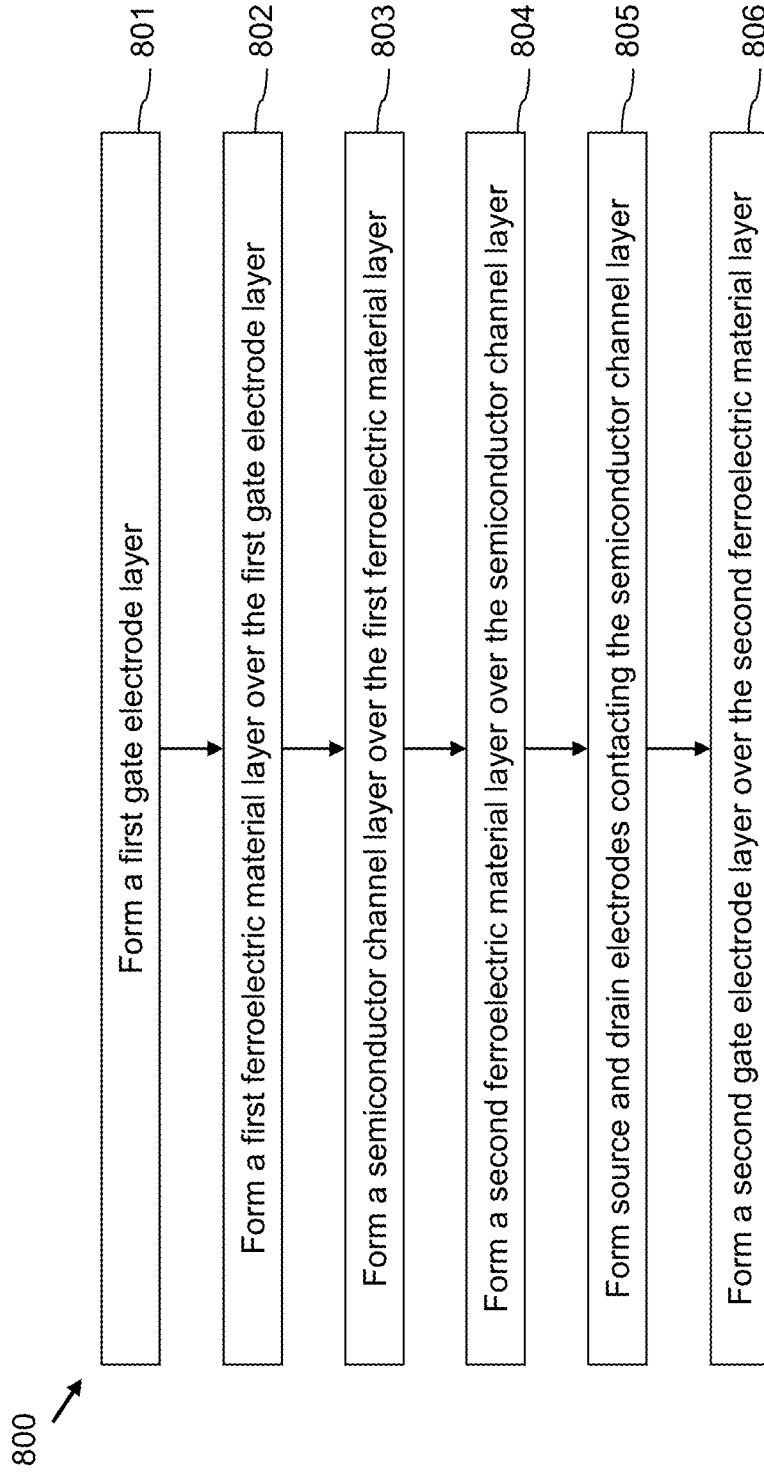 800
Form a first gate electrode layer
801
Form a first ferroelectric material layer over the first gate electrode layer
802
Form a semiconductor channel layer over the first ferroelectric material layer
803
Form a second ferroelectric material layer over the semiconductor channel layer
804
Form source and drain electrodes contacting the semiconductor channel layer
805
Form a second gate electrode layer over the second ferroelectric material layer
806